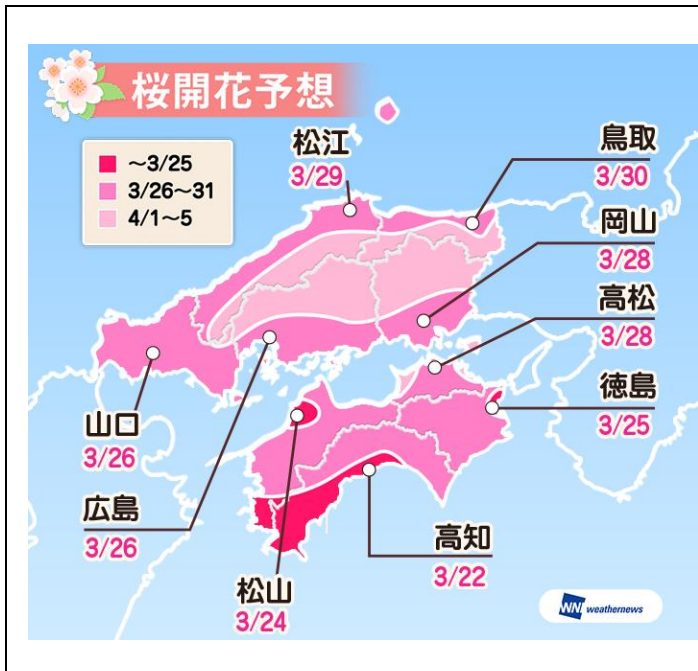 桜開花予想
～3/25
3/26～31
4/1～5
松江
3/29
鳥取
3/30
岡山
3/28
高松
3/28
徳島
3/25
山口
3/26
広島
3/26
松山
3/24
高知
3/22
WN weathernews